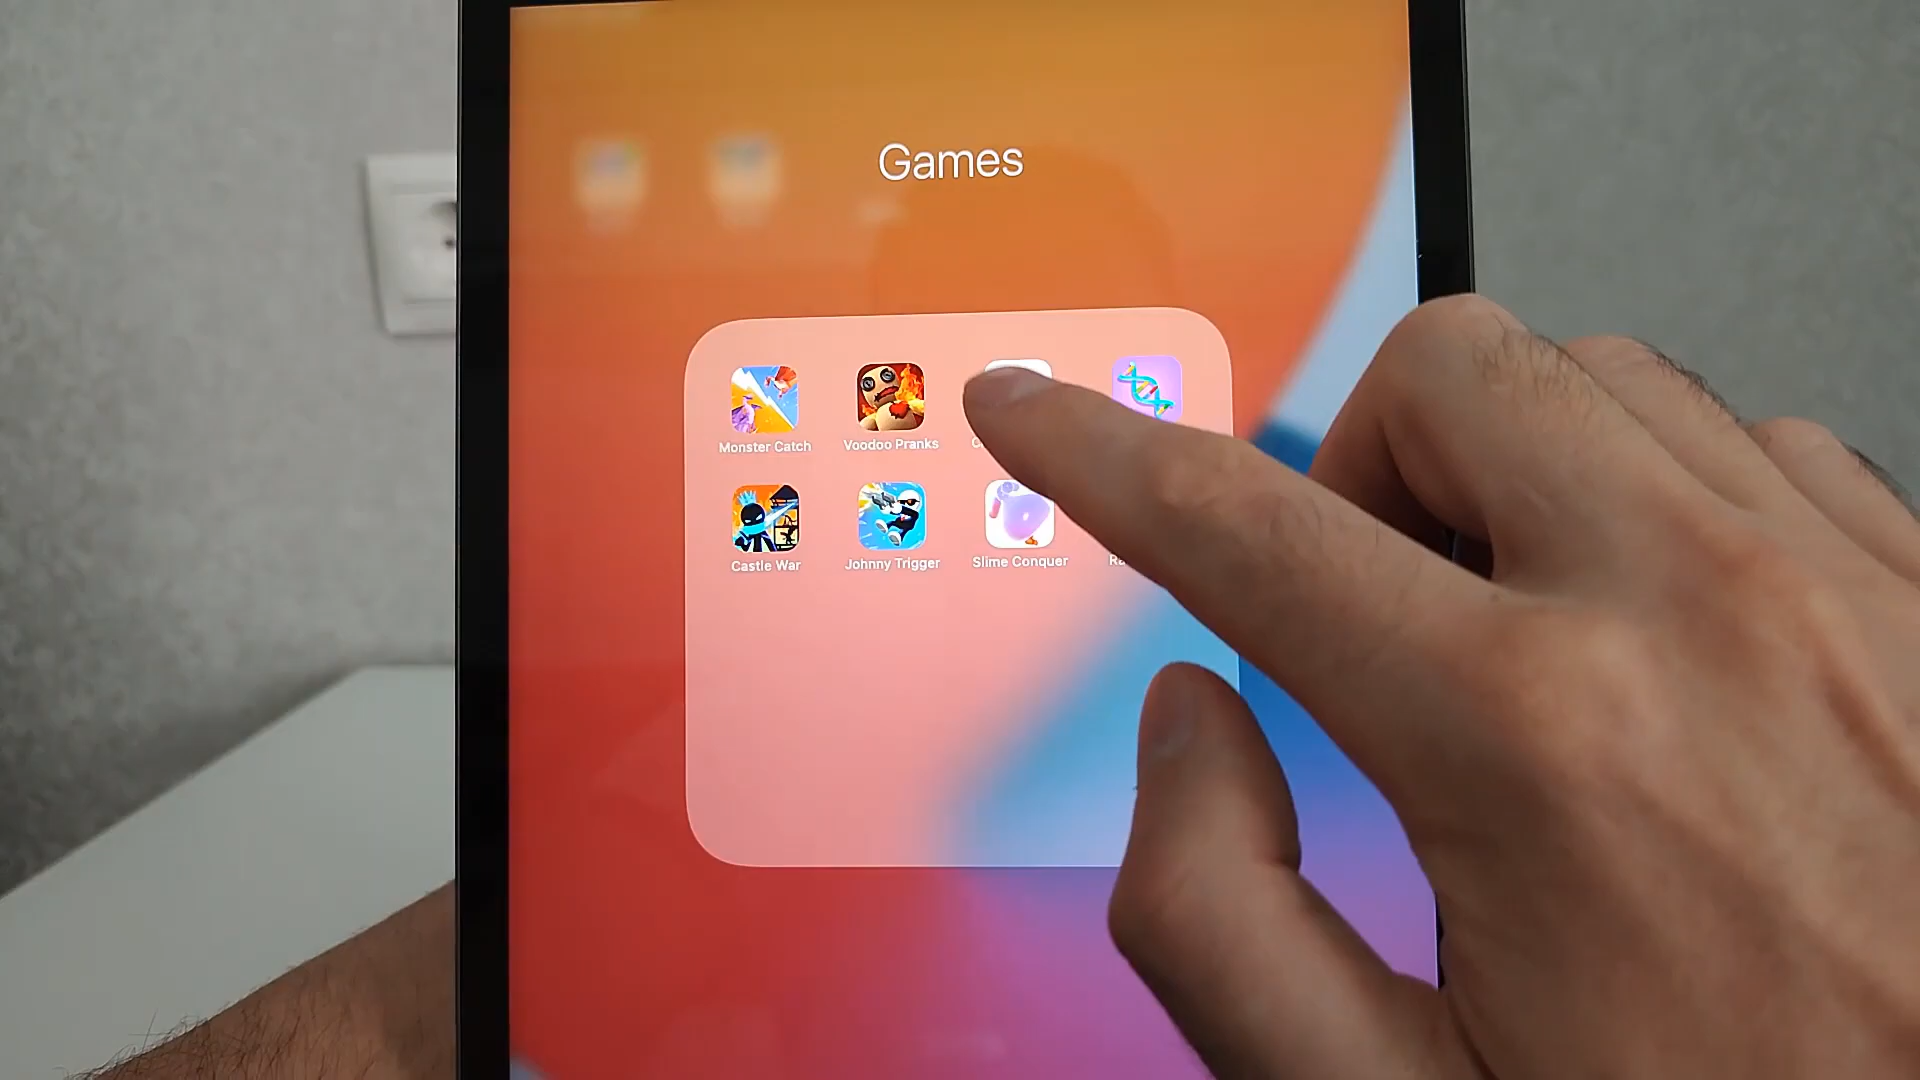 Games
Monster Catch
Voodoo Pranks
Castle War
Johnny Trigger
Slime Conquer